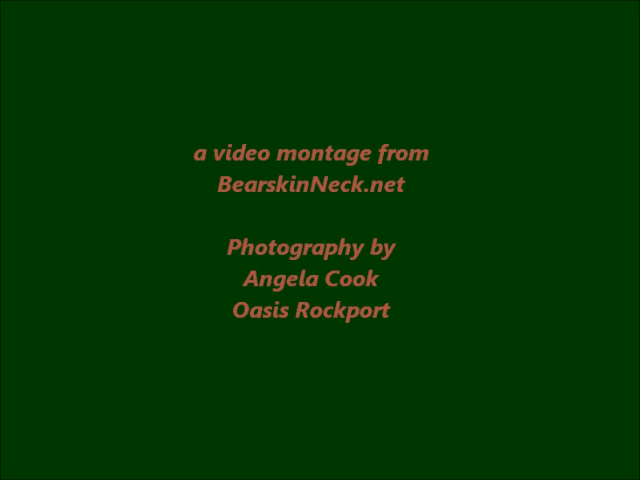 a video montage from
BearskinNeck.net
Photography by
Angela Cook
Oasis Rockport